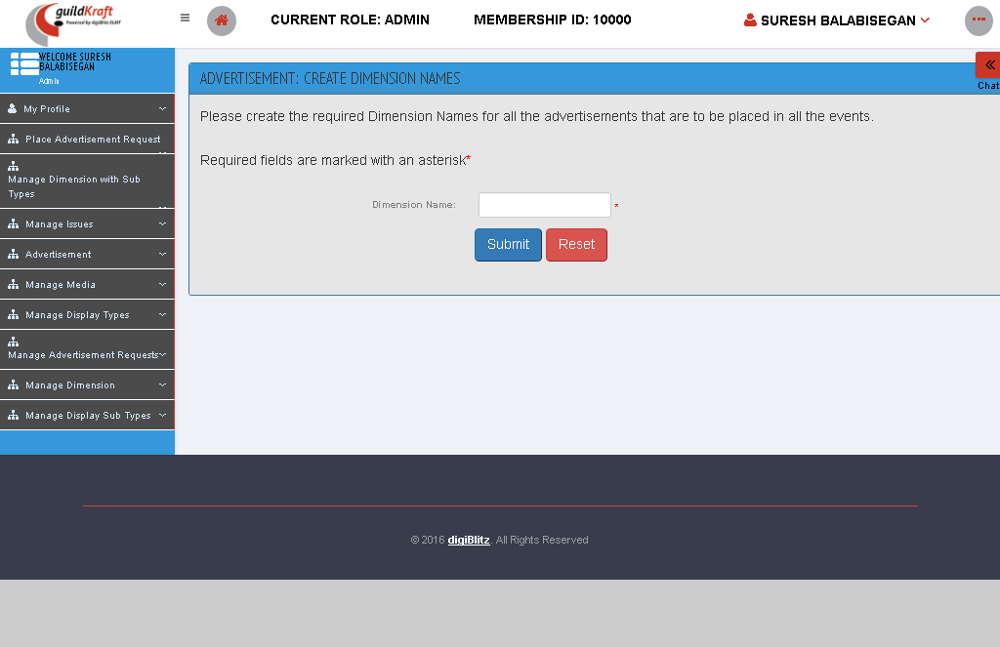 guildKraft
Powered by digiBlitz ELMT
CURRENT ROLE: ADMIN
MEMBERSHIP ID: 10000
SURESH BALABISEGAN
WELCOME SURESH
BALABISEGAN
Admin
Chat
My Profile
Place Advertisement Request
Manage Dimension with Sub
Types
Manage Issues
Advertisement
Manage Media
Manage Display Types
Manage Advertisement Requests
Manage Dimension
Manage Display Sub Types
ADVERTISEMENT: CREATE DIMENSION NAMES
Please create the required Dimension Names for all the advertisements that are to be placed in all the events.
Required fields are marked with an asterisk*
Dimension Name: *
Submit Reset
© 2016 digiBlitz. All Rights Reserved